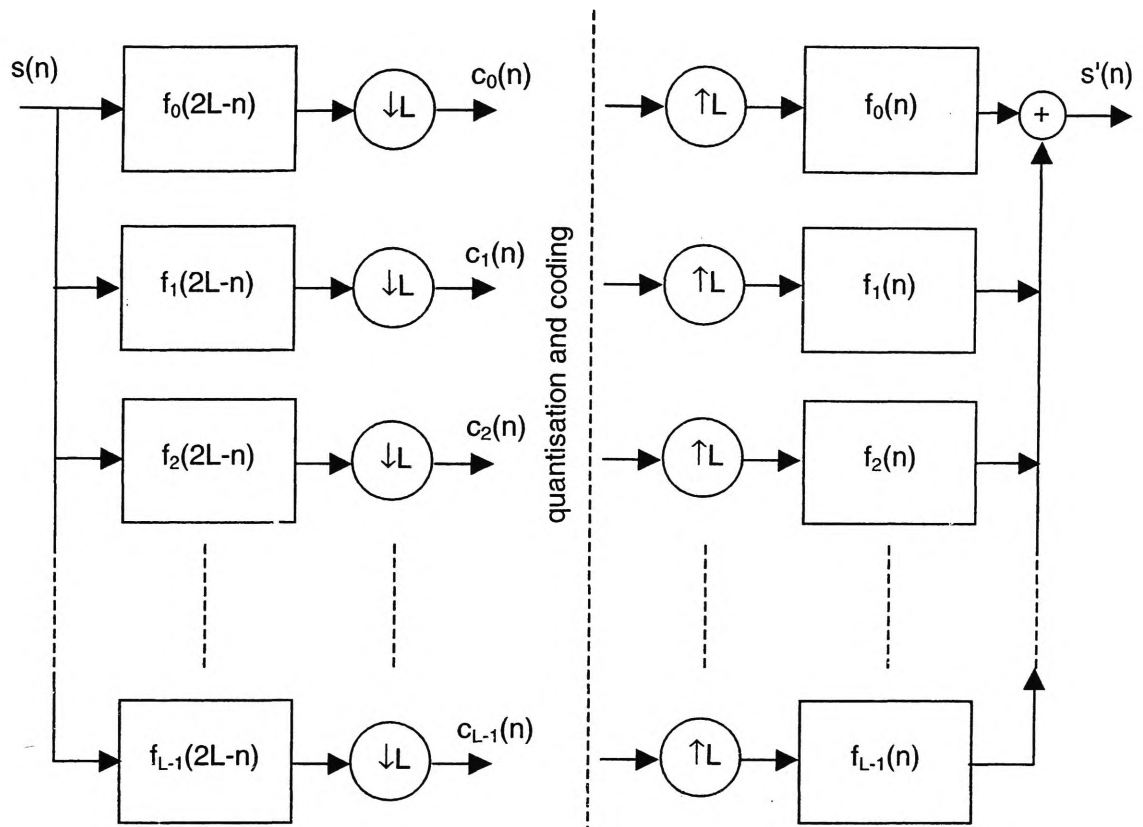 s(n)
f₀(2L-n)
↓L
c₀(n)
↑L
f₀(n)
+
s'(n)
f₁(2L-n)
↓L
c₁(n)
↑L
f₁(n)
quantisation and coding
f₂(2L-n)
↓L
c₂(n)
↑L
f₂(n)
f_{L-1}(2L-n)
↓L
c_{L-1}(n)
↑L
f_{L-1}(n)